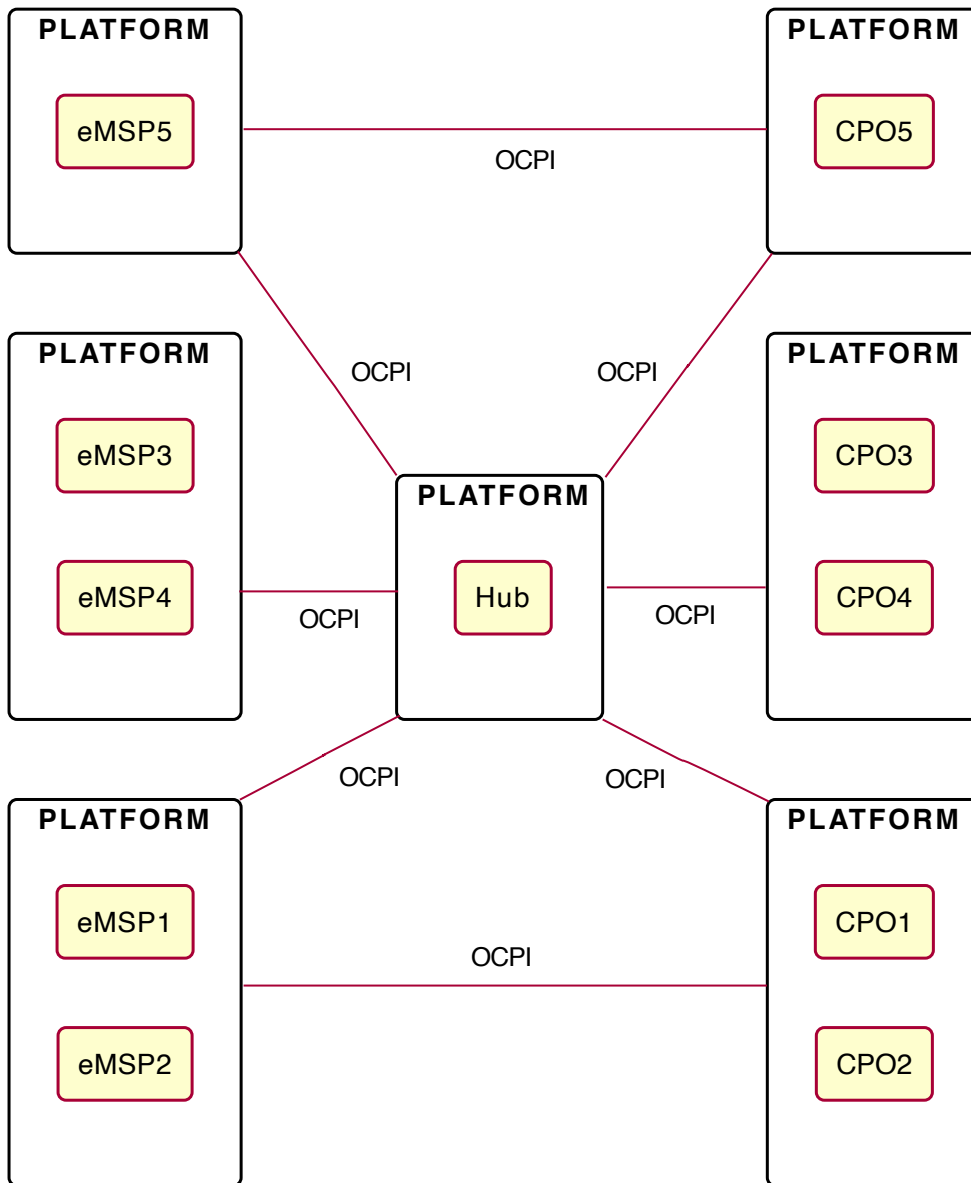 PLATFORM
eMSP5
PLATFORM
CPO5
OCPI
OCPI
OCPI
PLATFORM
eMSP3
eMSP4
PLATFORM
Hub
PLATFORM
CPO3
CPO4
OCPI
OCPI
OCPI
OCPI
PLATFORM
eMSP1
eMSP2
PLATFORM
CPO1
CPO2
OCPI